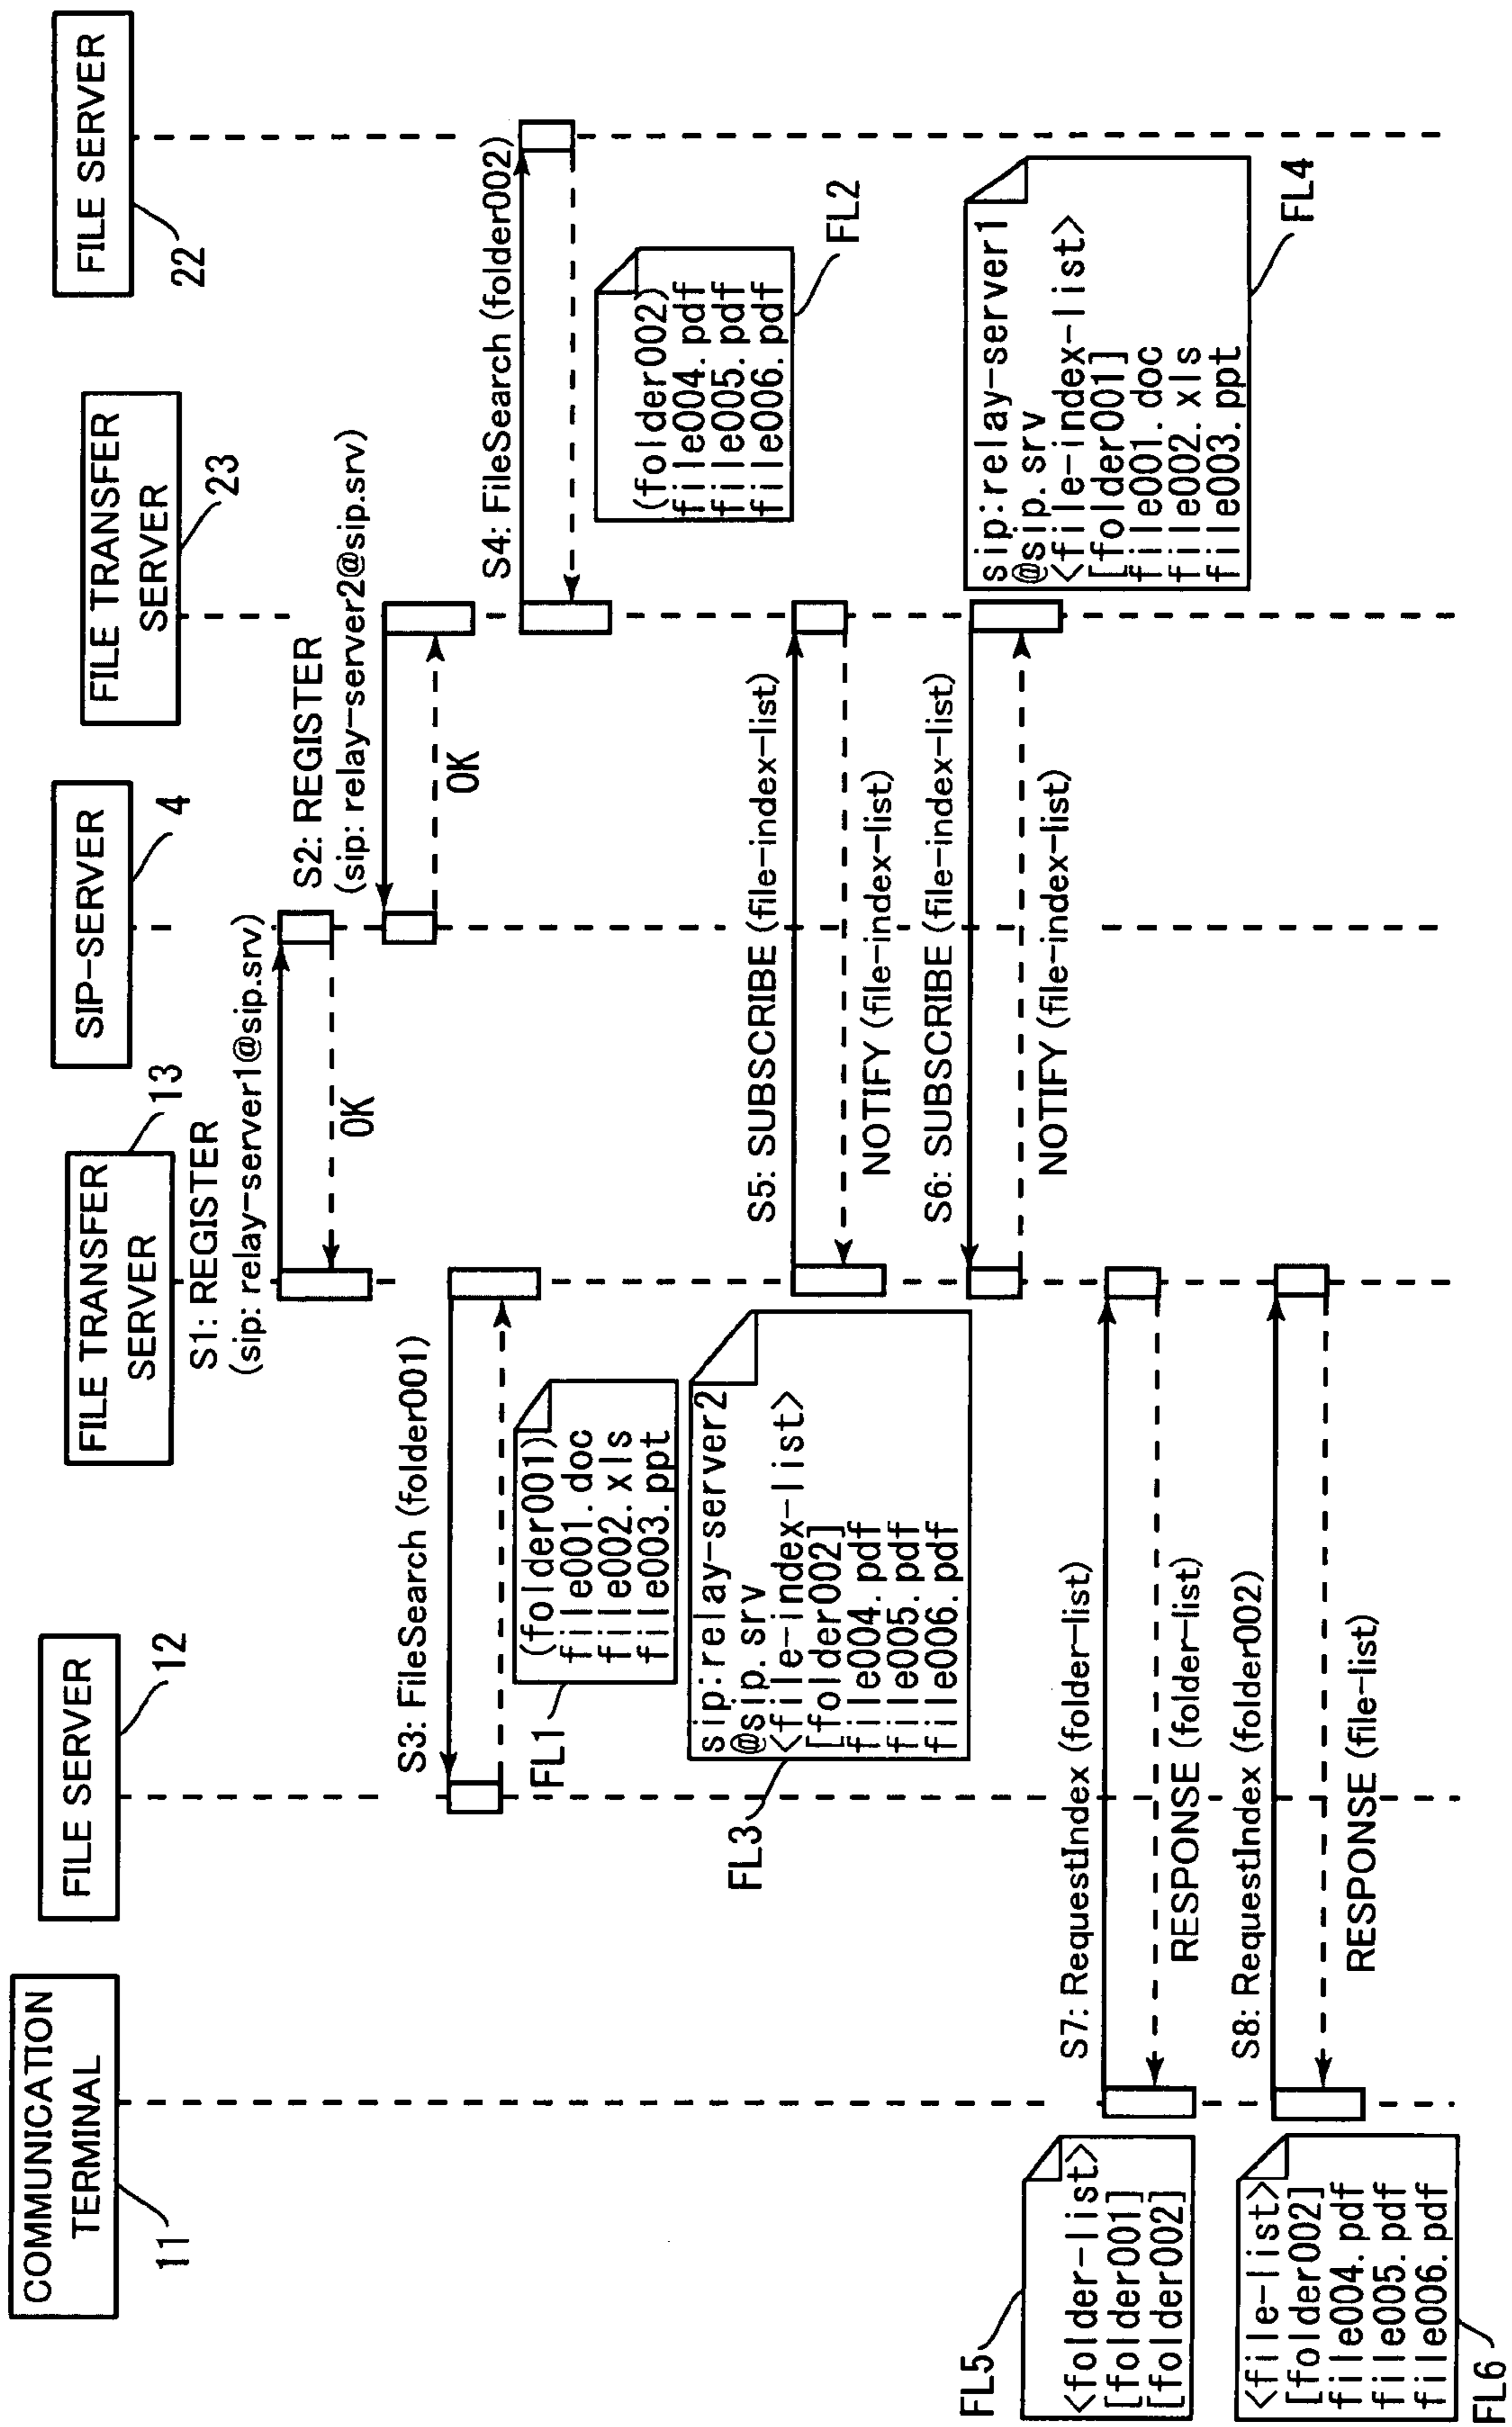 COMMUNICATION
TERMINAL
11
FILE SERVER
12
FILE TRANSFER
SERVER
13
SIP-SERVER
4
FILE TRANSFER
SERVER
23
FILE SERVER
22
S1: REGISTER
(sip: relay-server1@sip.srv)
OK
S2: REGISTER
(sip: relay-server2@sip.srv)
OK
S3: FileSearch (folder001)
FL1
(folder001)
file001.doc
file002.xls
file003.ppt
S4: FileSearch (folder002)
(folder002)
file004.pdf
file005.pdf
file006.pdf
FL2
S5: SUBSCRIBE (file-index-list)
NOTIFY (file-index-list)
FL3
sip:relay-server2
@sip.srv
<file-index-list>
[folder002]
file004.pdf
file005.pdf
file006.pdf
S6: SUBSCRIBE (file-index-list)
NOTIFY (file-index-list)
sip:relay-server1
@sip.srv
<file-index-list>
[folder001]
file001.doc
file002.xls
file003.ppt
FL4
S7: RequestIndex (folder-list)
RESPONSE (folder-list)
FL5
<folder-list>
[folder001]
[folder002]
S8: RequestIndex (folder002)
RESPONSE (file-list)
<file-list>
[folder002]
file004.pdf
file005.pdf
file006.pdf
FL6